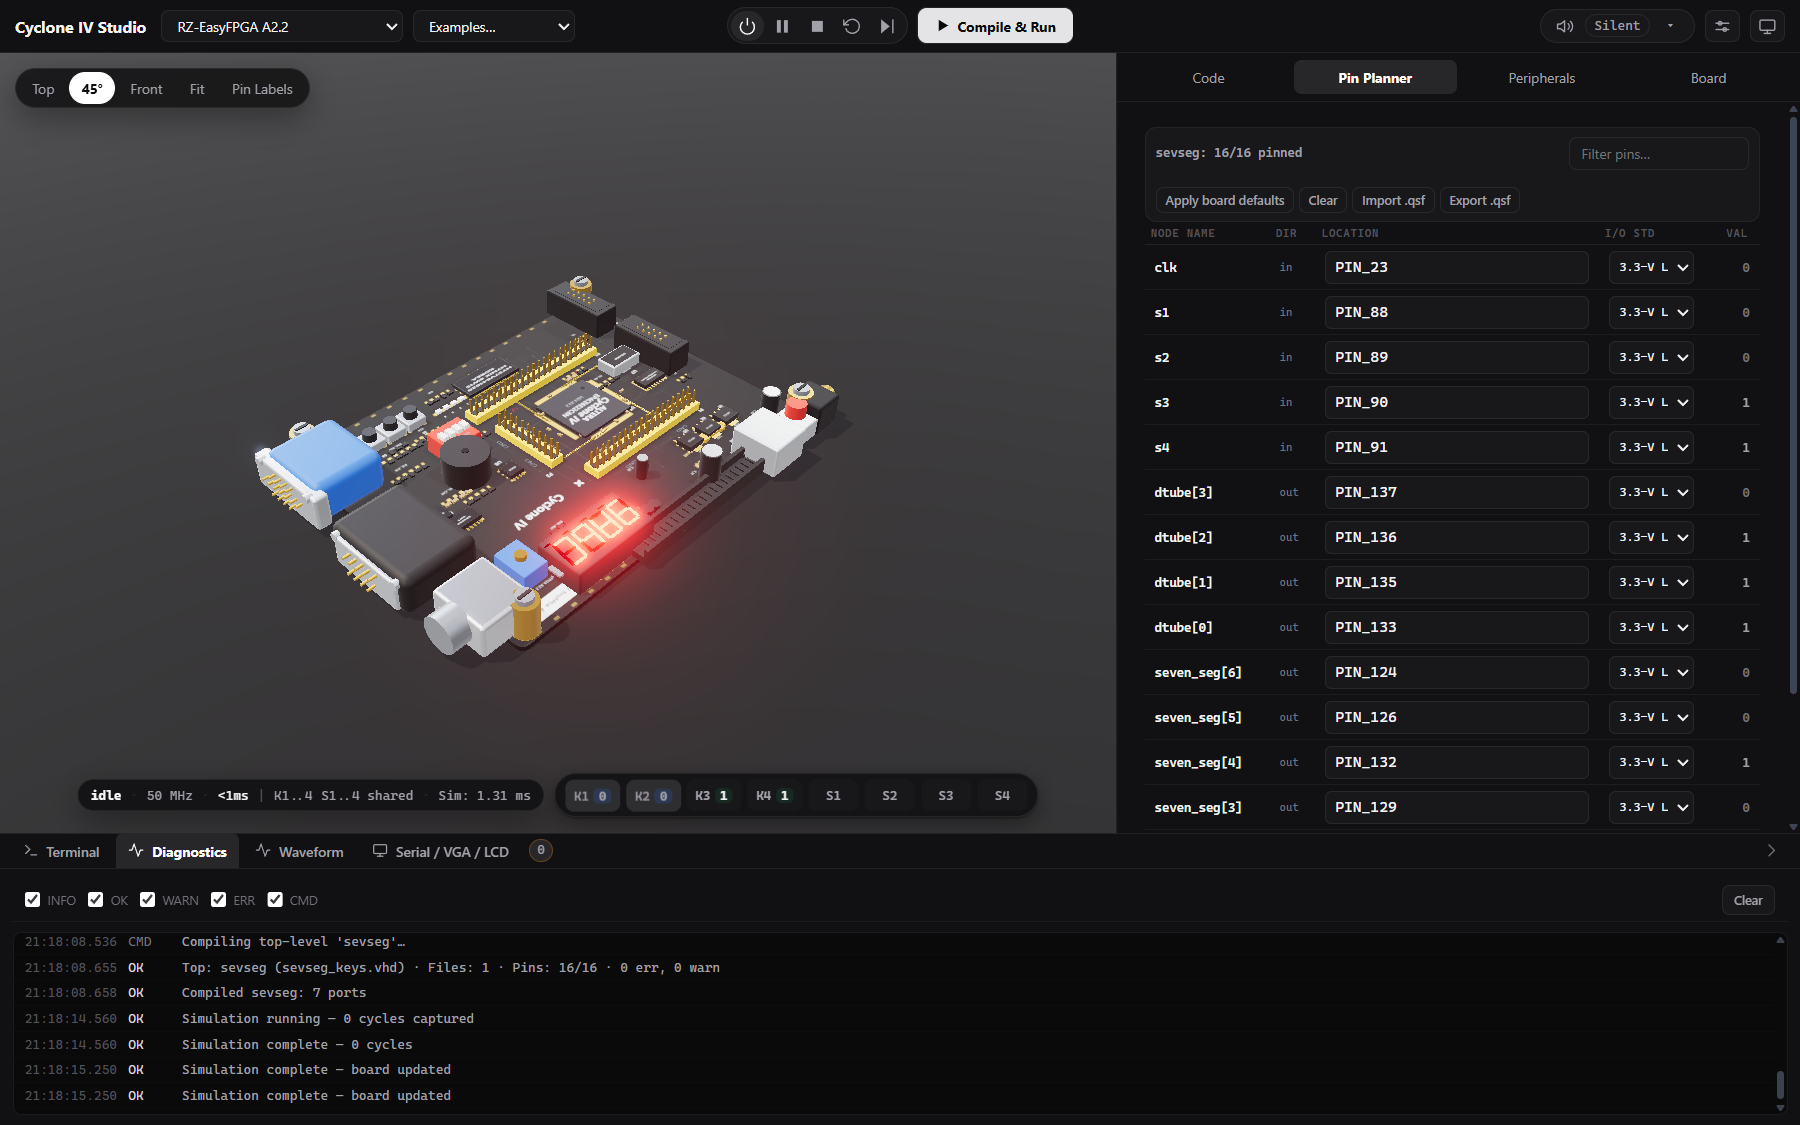 Cyclone IV Studio
RZ-EasyFPGA A2.2
Examples...
Compile & Run
Silent
Top
45°
Front
Fit
Pin Labels
Code
Pin Planner
Peripherals
Board
sevseg: 16/16 pinned
Filter pins...
Apply board defaults
Clear
Import .qsf
Export .qsf
NODE NAME DIR LOCATION I/O STD VAL
clk in PIN_23 3.3-V L 0
s1 in PIN_88 3.3-V L 0
s2 in PIN_89 3.3-V L 0
s3 in PIN_90 3.3-V L 1
s4 in PIN_91 3.3-V L 1
dtube[3] out PIN_137 3.3-V L 0
dtube[2] out PIN_136 3.3-V L 1
dtube[1] out PIN_135 3.3-V L 1
dtube[0] out PIN_133 3.3-V L 1
seven_seg[6] out PIN_124 3.3-V L 0
seven_seg[5] out PIN_126 3.3-V L 0
seven_seg[4] out PIN_132 3.3-V L 1
seven_seg[3] out PIN_129 3.3-V L 0
Cyclone IV
Cyclone IV
idle · 50 MHz · <1ms | K1..4 S1..4 shared · Sim: 1.31 ms
K1 0
K2 0
K3 1
K4 1
S1
S2
S3
S4
Terminal
Diagnostics
Waveform
Serial / VGA / LCD
0
INFO
OK
WARN
ERR
CMD
Clear
21:18:08.536 CMD Compiling top-level 'sevseg'…
21:18:08.655 OK Top: sevseg (sevseg_keys.vhd) · Files: 1 · Pins: 16/16 · 0 err, 0 warn
21:18:08.658 OK Compiled sevseg: 7 ports
21:18:14.560 OK Simulation running — 0 cycles captured
21:18:14.560 OK Simulation complete — 0 cycles
21:18:15.250 OK Simulation complete — board updated
21:18:15.250 OK Simulation complete — board updated